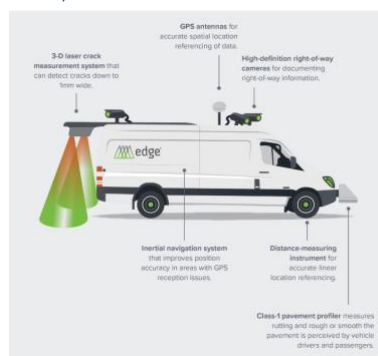 GPS antennas for
accurate spatial location
referencing of data.
3-D laser crack
measurement system that
can detect cracks down to
1mm wide.
High-definition right-of-way
cameras for documenting
right-of-way information.
edge
Inertial navigation system
that improves position
accuracy in areas with GPS
reception issues.
Distance-measuring
instrument for
accurate linear
location referencing.
Class-1 pavement profiler measures
rutting and rough or smooth the
pavement is perceived by vehicle
drivers and passengers.